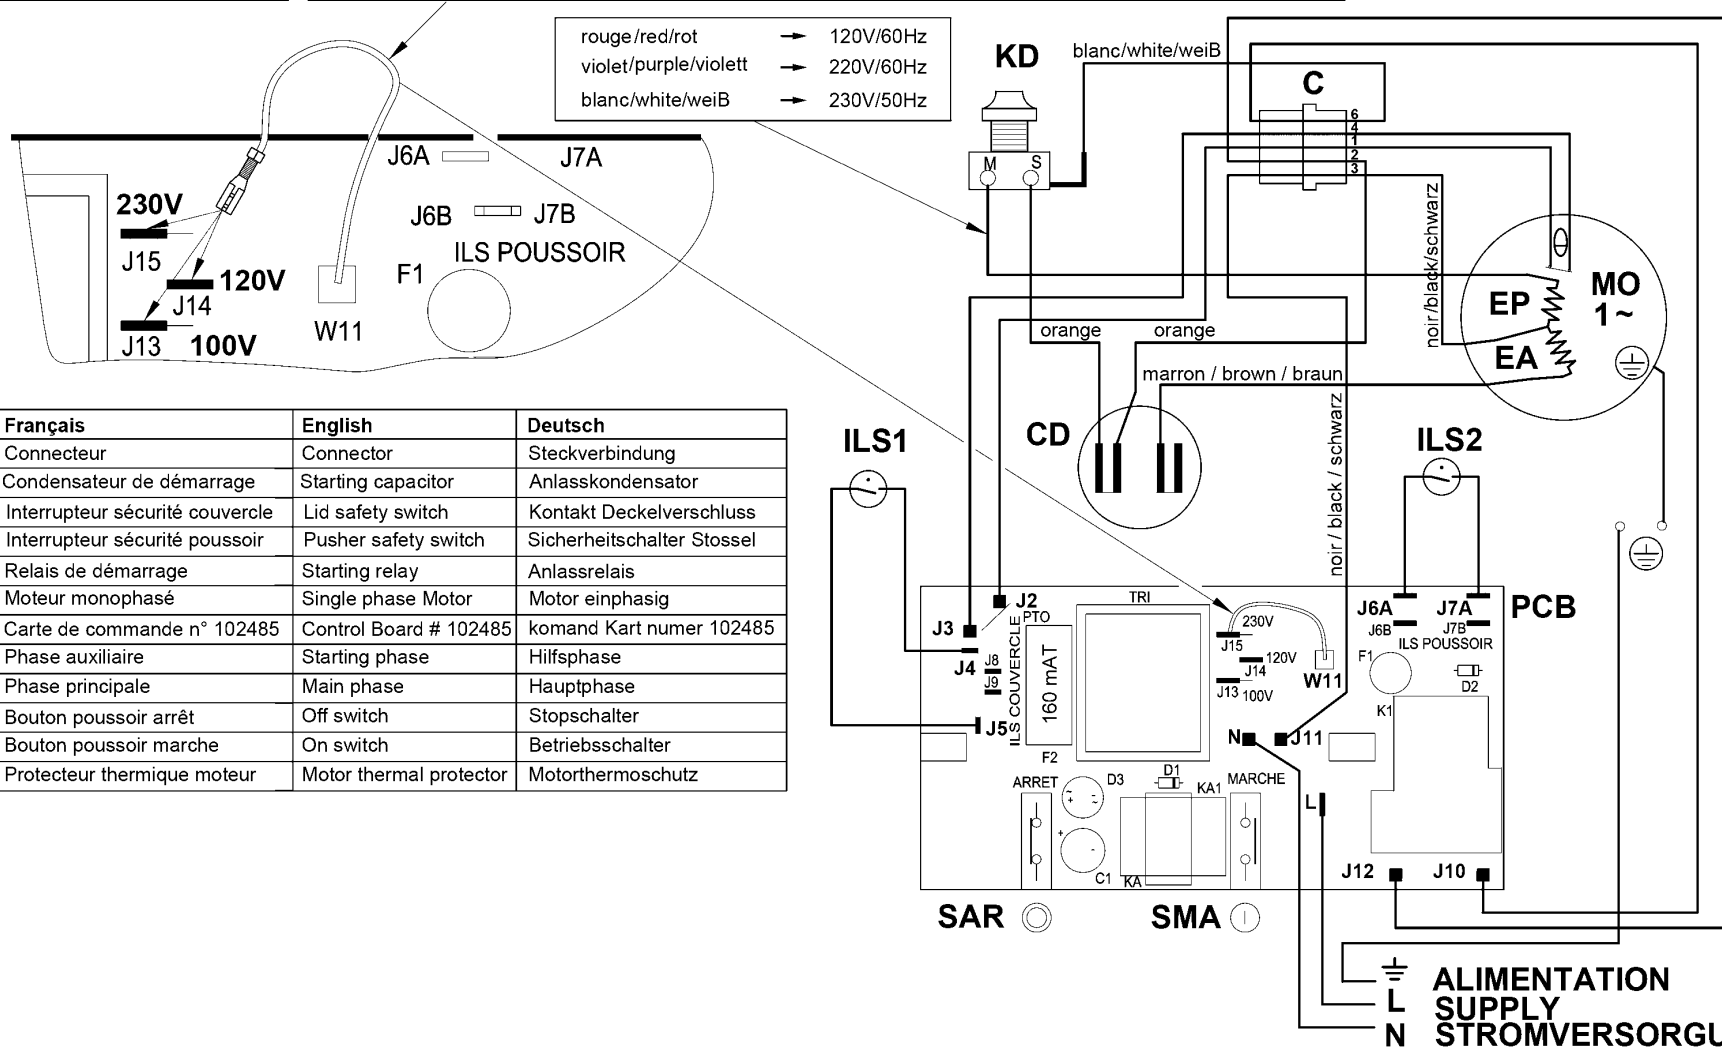 rouge/red/rot 120V/60Hz
violet/purple/violett 220V/60Hz
blanc/white/weiB 230V/50Hz
KD
blanc/white/weiB
C
6
4
1
2
3
M S
J6A
J7A
J6B
J7B
ILS POUSSOIR
230V
J15
120V
J14
J13
100V
F1
W11
noir/black/schwarz
MO
1~
EP
EA
orange
orange
marron / brown / braun
noir / black / schwarz
CD
ILS1
ILS2
Français English Deutsch
Connecteur Connector Steckverbindung
Condensateur de démarrage Starting capacitor Anlasskondensator
Interrupteur sécurité couvercle Lid safety switch Kontakt Deckelverschluss
Interrupteur sécurité poussoir Pusher safety switch Sicherheitschalter Stossel
Relais de démarrage Starting relay Anlassrelais
Moteur monophasé Single phase Motor Motor einphasig
Carte de commande n° 102485 Control Board # 102485 komand Kart numer 102485
Phase auxiliaire Starting phase Hilfsphase
Phase principale Main phase Hauptphase
Bouton poussoir arrêt Off switch Stopschalter
Bouton poussoir marche On switch Betriebsschalter
Protecteur thermique moteur Motor thermal protector Motorthermoschutz
PCB
J2
J3
J4
J5
J8
J9
ILS COUVERCLE
PTO
160 mAT
F2
TRI
230V
J15
120V
J14
J13 100V
W11
J6A J7A
J6B J7B
ILS POUSSOIR
F1
D2
K1
N
J11
ARRET
D3
~ -
+ ~
+
-
C1
D1
KA1
KA
MARCHE
L
J12 J10
SAR
SMA
ALIMENTATION
L SUPPLY
N STROMVERSORGU